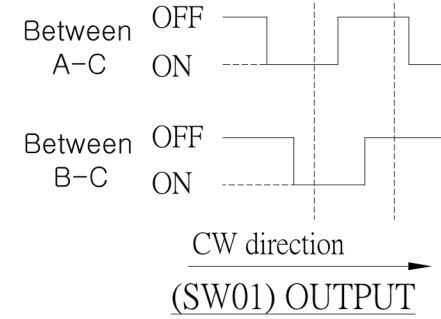 Between
A-C
OFF
ON
Between
B-C
OFF
ON
CW direction
(SW01) OUTPUT